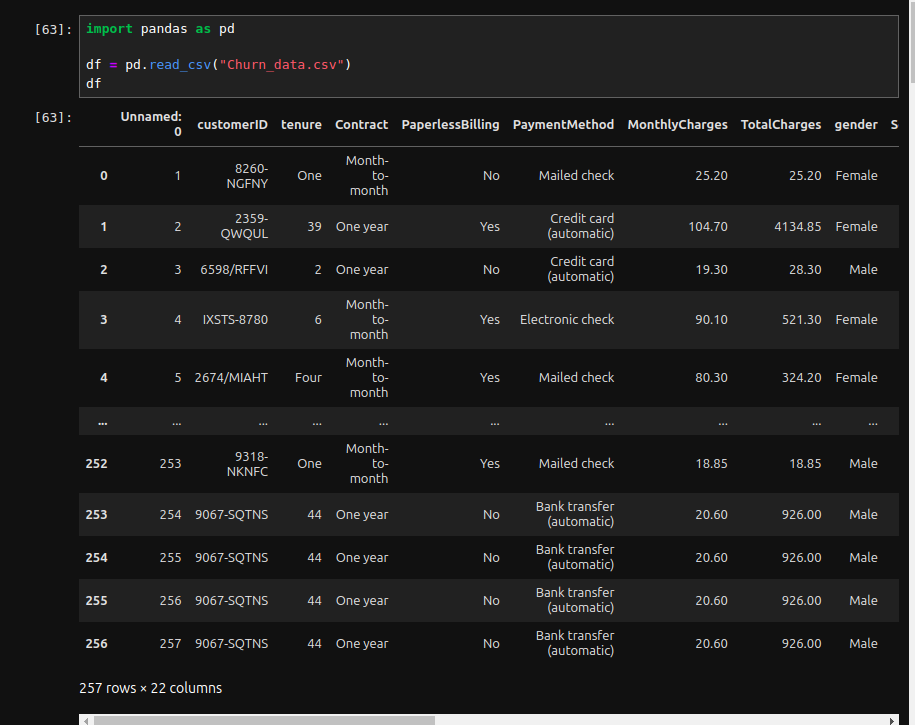 [63]: import pandas as pd
df = pd.read_csv("Churn_data.csv")
df
[63]: Unnamed: 0 customerID tenure Contract PaperlessBilling PaymentMethod MonthlyCharges TotalCharges gender S
0 1 8260-NGFNY One Month-to-month No Mailed check 25.20 25.20 Female
1 2 2359-QWQUL 39 One year Yes Credit card (automatic) 104.70 4134.85 Female
2 3 6598/RFFVI 2 One year No Credit card (automatic) 19.30 28.30 Male
3 4 IXSTS-8780 6 Month-to-month Yes Electronic check 90.10 521.30 Female
4 5 2674/MIAHT Four Month-to-month Yes Mailed check 80.30 324.20 Female
... ... ... ... ... ... ... ... ... ...
252 253 9318-NKNFC One Month-to-month Yes Mailed check 18.85 18.85 Male
253 254 9067-SQTNS 44 One year No Bank transfer (automatic) 20.60 926.00 Male
254 255 9067-SQTNS 44 One year No Bank transfer (automatic) 20.60 926.00 Male
255 256 9067-SQTNS 44 One year No Bank transfer (automatic) 20.60 926.00 Male
256 257 9067-SQTNS 44 One year No Bank transfer (automatic) 20.60 926.00 Male
257 rows × 22 columns